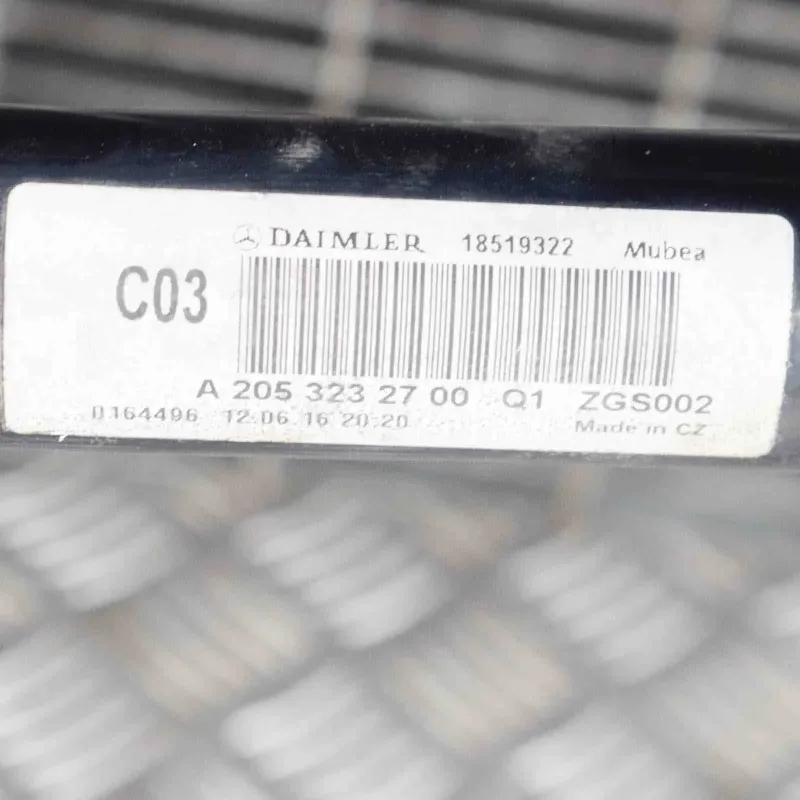 DAIMLER 18519322 Mubea
C03
A 205 323 27 00 Q1 ZGS002
0164496 12.06.16 20:20 Made in CZ